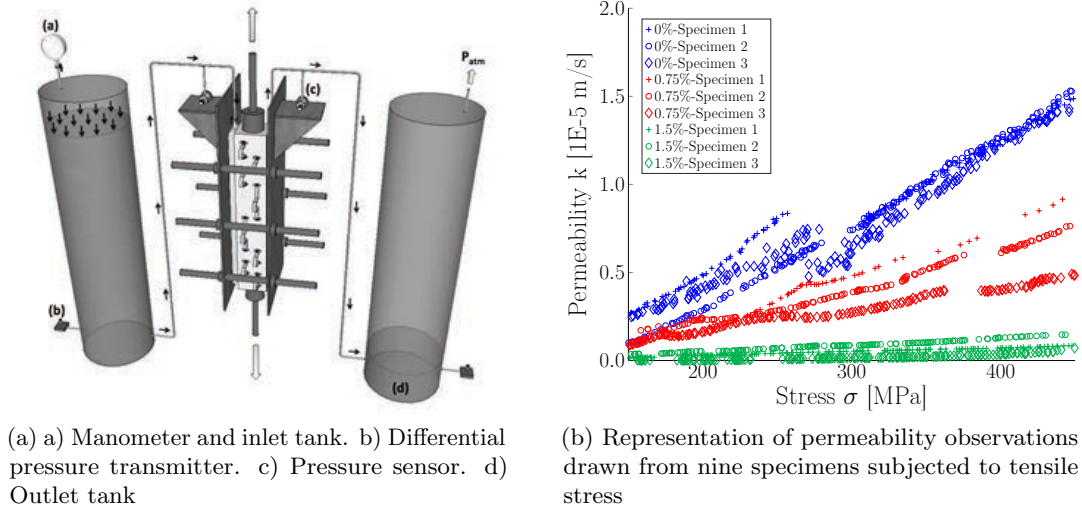 (a)
P atm
(c)
(b)
(d)
Permeability k [1E-5 m/s]
2.0
1.5
1.0
0.5
0.0
200
300
400
Stress σ [MPa]
0%-Specimen 1
0%-Specimen 2
0%-Specimen 3
0.75%-Specimen 1
0.75%-Specimen 2
0.75%-Specimen 3
1.5%-Specimen 1
1.5%-Specimen 2
1.5%-Specimen 3
(a) a) Manometer and inlet tank. b) Differential
pressure transmitter. c) Pressure sensor. d)
Outlet tank
(b) Representation of permeability observations
drawn from nine specimens subjected to tensile
stress